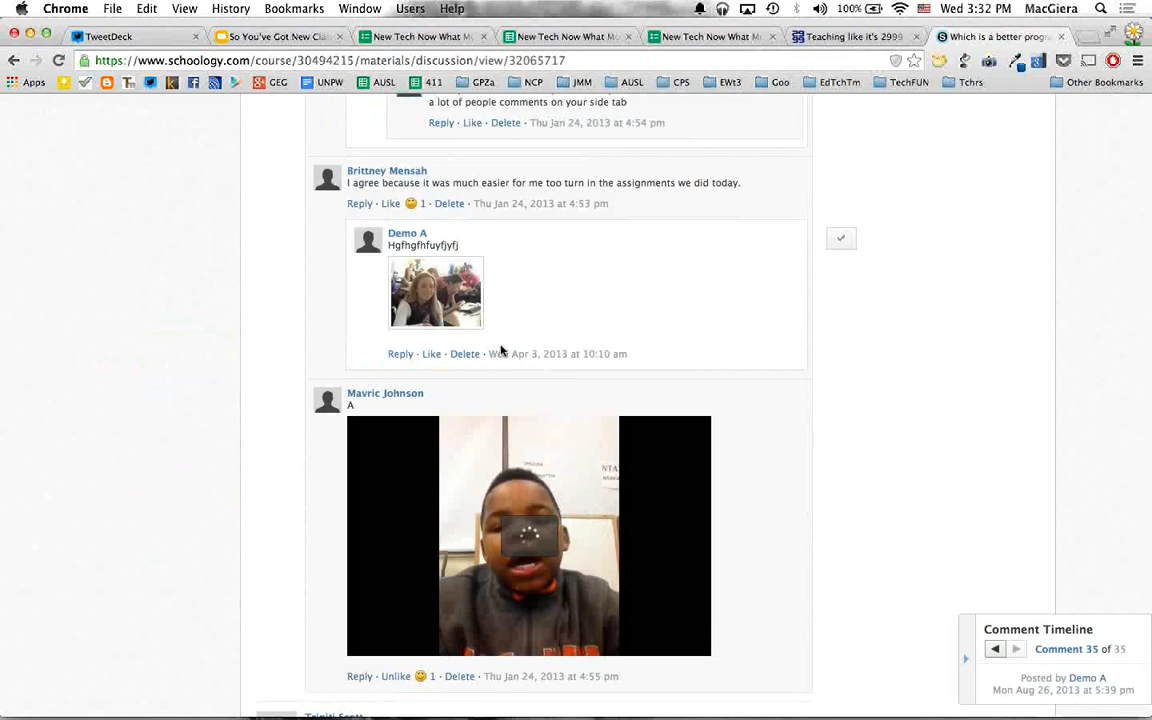 Chrome File Edit View History Bookmarks Window Users Help 100% Wed 3:32 PM MacGiera
TweetDeck So You've Got New Cla New Tech Now What M New Tech Now What Mo New Tech Now What M Teaching like it's 2999 Which is a better progra
https://www.schoology.com/course/30494215/materials/discussion/view/32065717
Apps GEG UNPW AUSL 411 GPZa NCP JMM AUSL CPS EWt3 Goo EdTchTm TechFUN Tchrs Other Bookmarks
a lot of people comments on your side tab
Reply · Like · Delete · Thu Jan 24, 2013 at 4:54 pm
Brittney Mensah
I agree because it was much easier for me too turn in the assignments we did today.
Reply · Like 1 · Delete · Thu Jan 24, 2013 at 4:53 pm
Demo A
Hgfhgfhfuyfjyfj
Reply · Like · Delete · Wed Apr 3, 2013 at 10:10 am
Mavric Johnson
A
Reply · Unlike 1 · Delete · Thu Jan 24, 2013 at 4:55 pm
Comment Timeline
Comment 35 of 35
Posted by Demo A
Mon Aug 26, 2013 at 5:39 pm
Triniti Scott